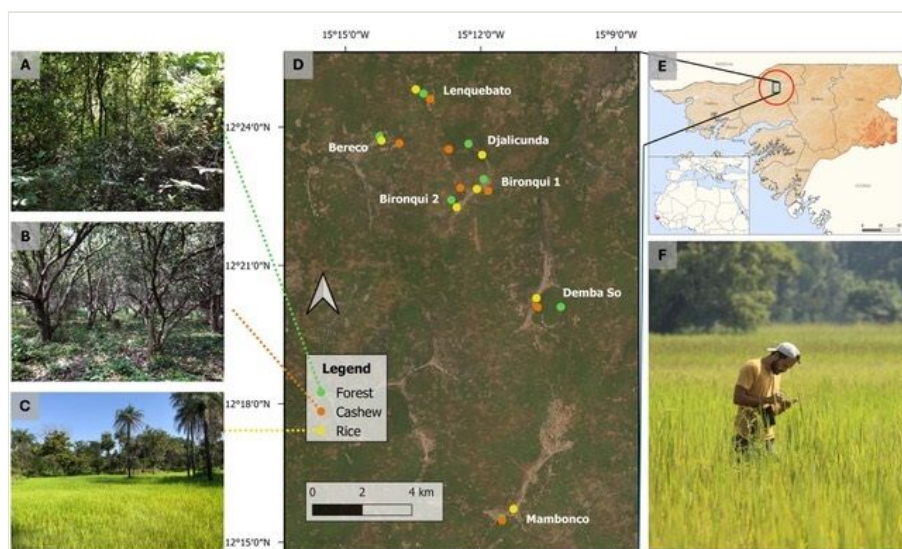 A
B
C
D
E
F
15°15'0"W
15°12'0"W
15°9'0"W
12°24'0"N
12°21'0"N
12°18'0"N
12°15'0"N
Lenquebato
Bereco
Djalicunda
Bironqui 1
Bironqui 2
Demba So
Mambonco
Legend
Forest
Cashew
Rice
0 2 4 km